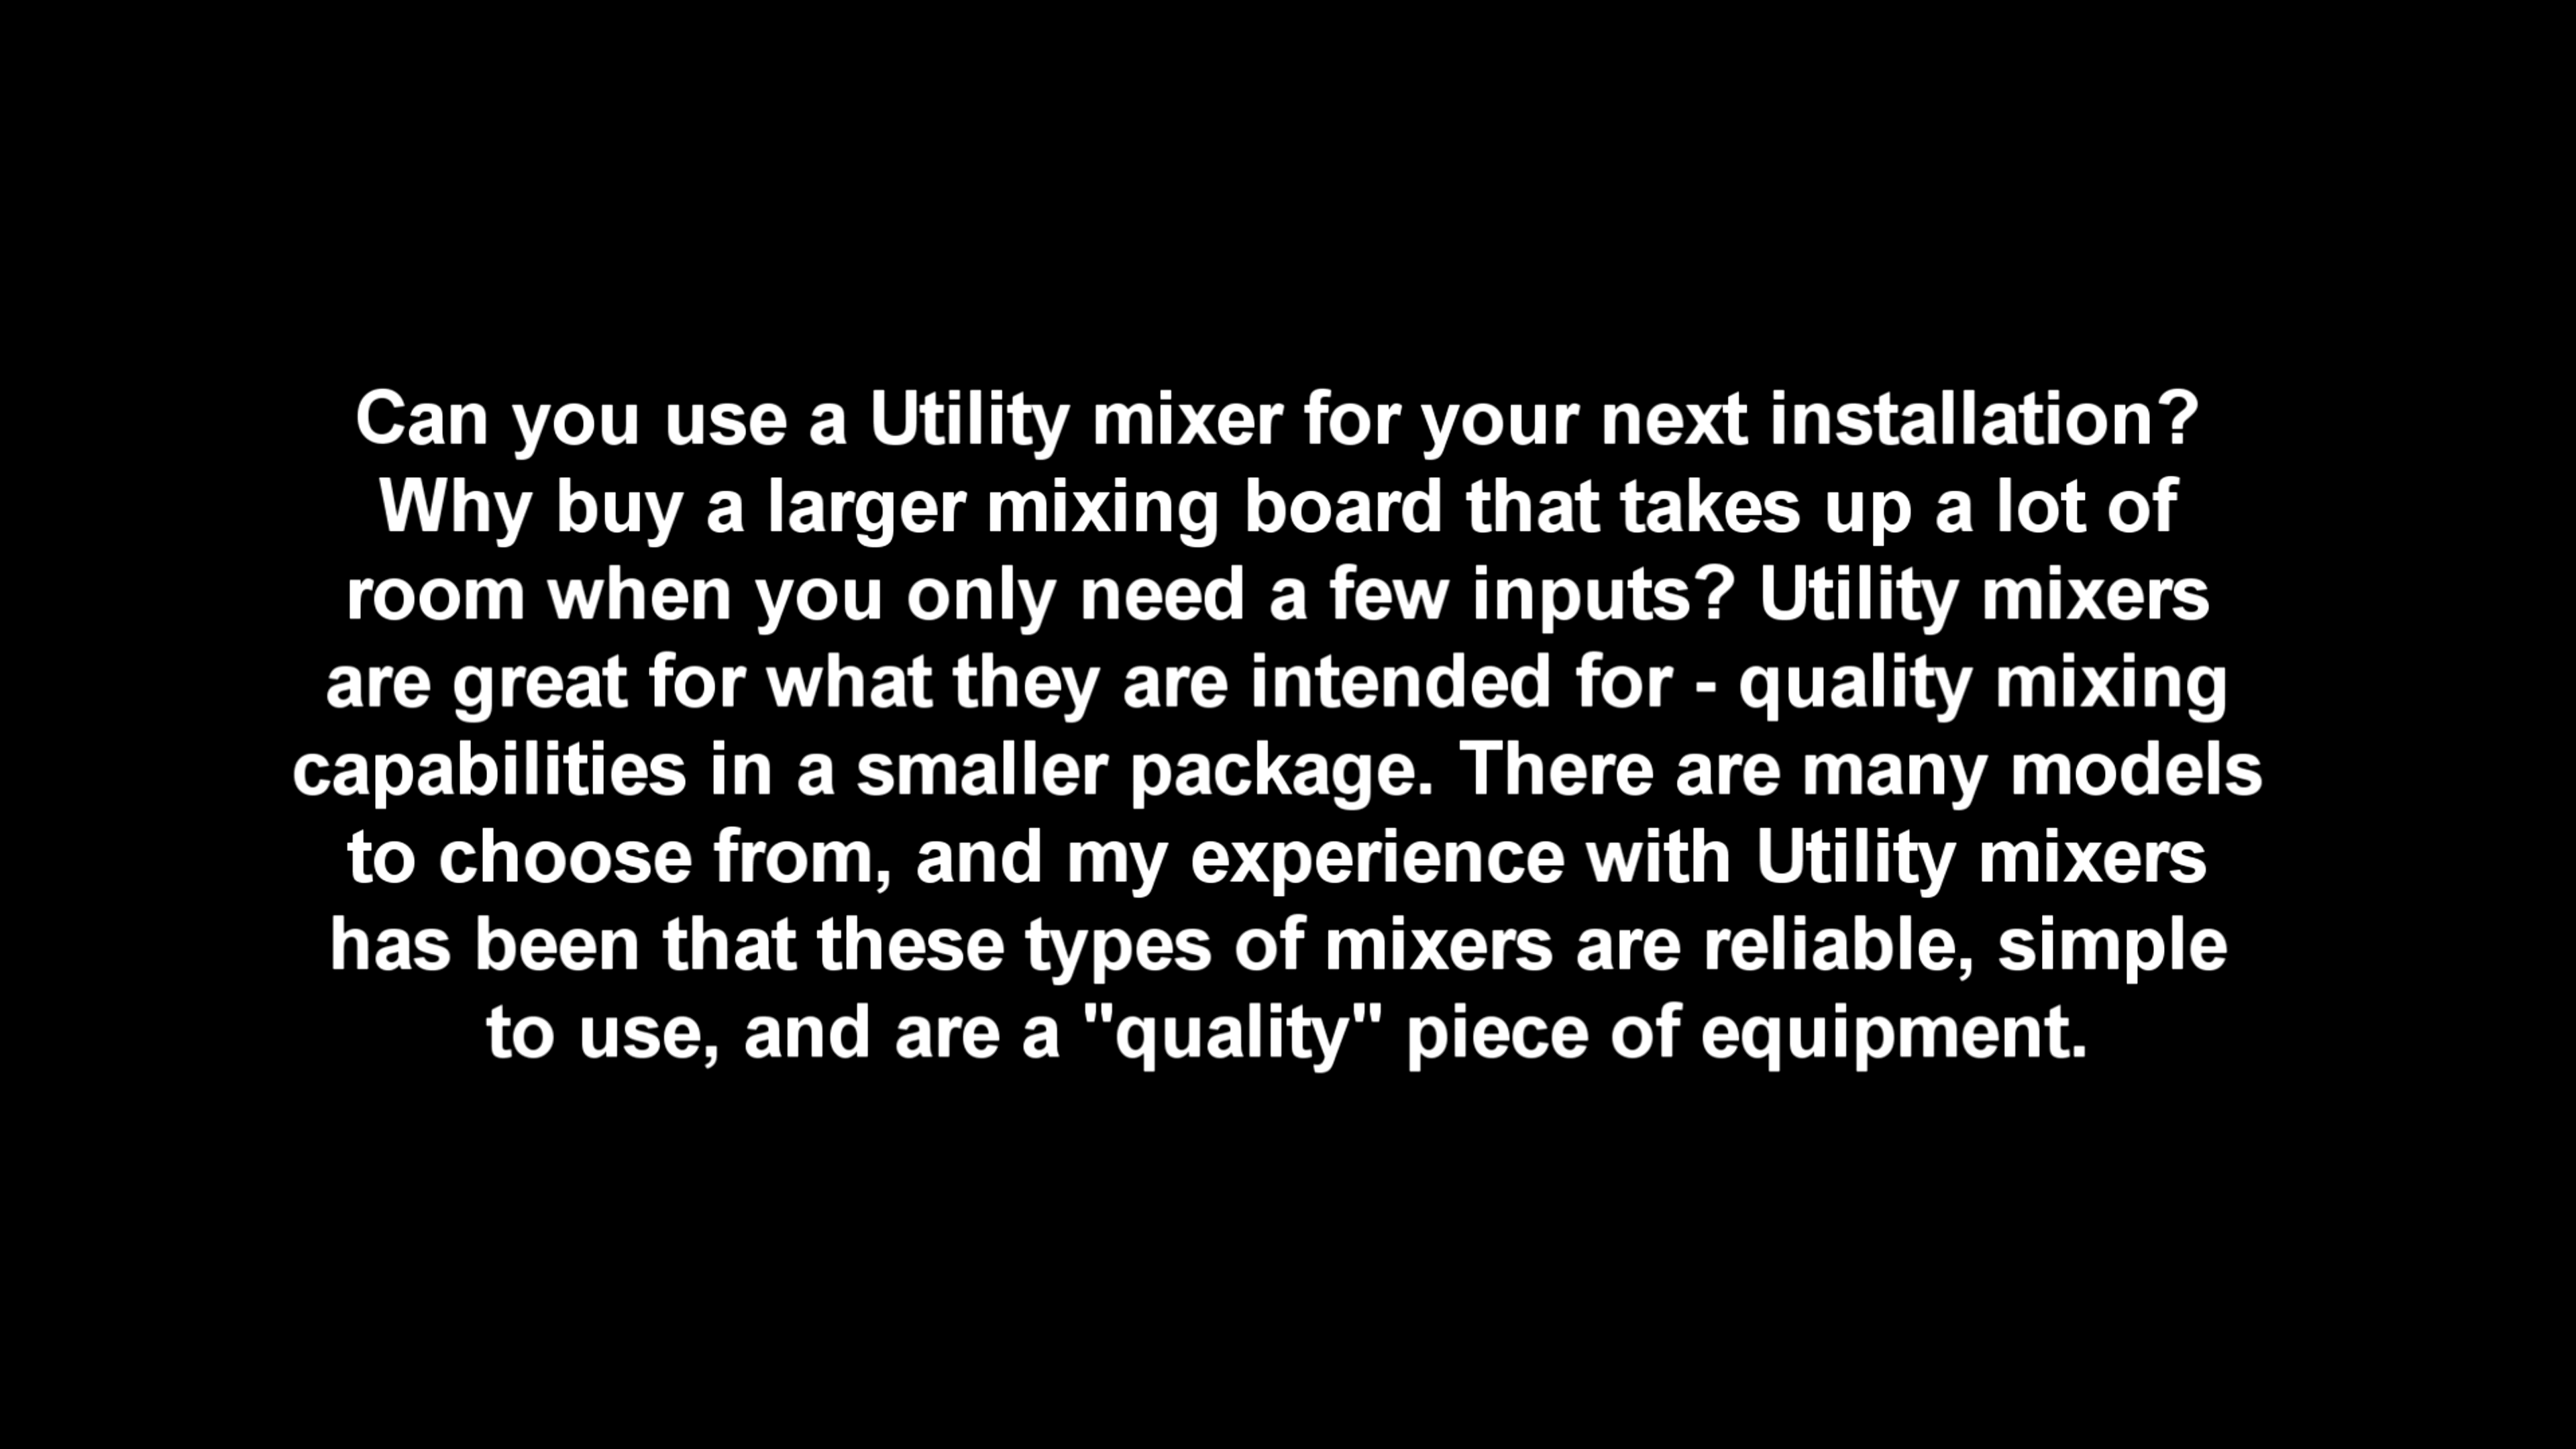 Can you use a Utility mixer for your next installation?
Why buy a larger mixing board that takes up a lot of
room when you only need a few inputs? Utility mixers
are great for what they are intended for - quality mixing
capabilities in a smaller package. There are many models
to choose from, and my experience with Utility mixers
has been that these types of mixers are reliable, simple
to use, and are a "quality" piece of equipment.